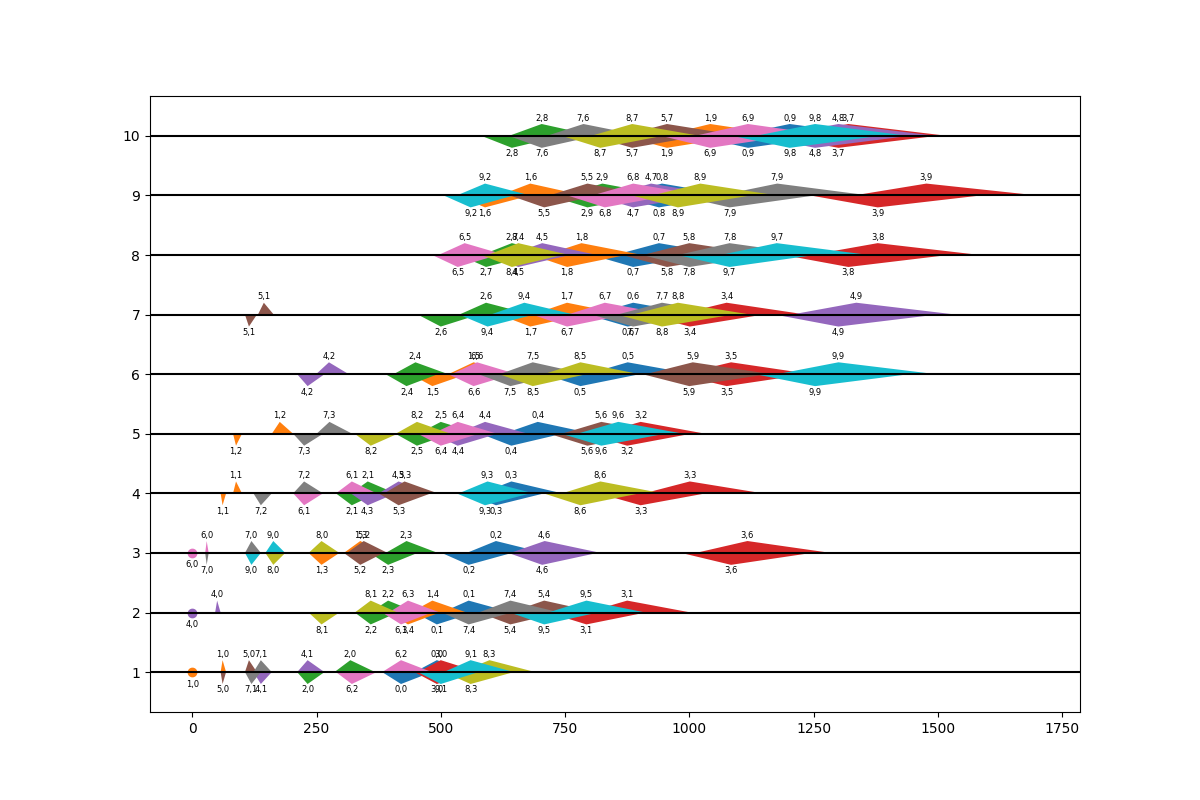 2,8 7,6 8,7 5,7 1,9 6,9 0,9 9,8 4,8 3,7
10
2,8 7,6 8,7 5,7 1,9 6,9 0,9 9,8 4,8 3,7
9,2 1,6 5,5 2,9 6,8 4,7 0,8 8,9 7,9 3,9
9
9,2 1,6 5,5 2,9 6,8 4,7 0,8 8,9 7,9 3,9
6,5 2,7 8,4 4,5 1,8 0,7 5,8 7,8 9,7 3,8
8
6,5 2,7 8,4 4,5 1,8 0,7 5,8 7,8 9,7 3,8
5,1 2,6 9,4 1,7 6,7 0,6 7,7 8,8 3,4 4,9
7
5,1 2,6 9,4 1,7 6,7 0,6 7,7 8,8 3,4 4,9
4,2 2,4 1,5 6,6 7,5 8,5 0,5 5,9 3,5 9,9
6
4,2 2,4 1,5 6,6 7,5 8,5 0,5 5,9 3,5 9,9
1,2 7,3 8,2 2,5 6,4 4,4 0,4 5,6 9,6 3,2
5
1,2 7,3 8,2 2,5 6,4 4,4 0,4 5,6 9,6 3,2
1,1 7,2 6,1 2,1 4,3 5,3 9,3 0,3 8,6 3,3
4
1,1 7,2 6,1 2,1 4,3 5,3 9,3 0,3 8,6 3,3
6,0 7,0 9,0 8,0 1,3 5,2 2,3 0,2 4,6 3,6
3
6,0 7,0 9,0 8,0 1,3 5,2 2,3 0,2 4,6 3,6
4,0 8,1 2,2 6,3 1,4 0,1 7,4 5,4 9,5 3,1
2
4,0 8,1 2,2 6,3 1,4 0,1 7,4 5,4 9,5 3,1
1,0 5,0 7,1 4,1 2,0 6,2 0,0 3,0 9,1 8,3
1
1,0 5,0 7,1 4,1 2,0 6,2 0,0 3,0 9,1 8,3
0 250 500 750 1000 1250 1500 1750